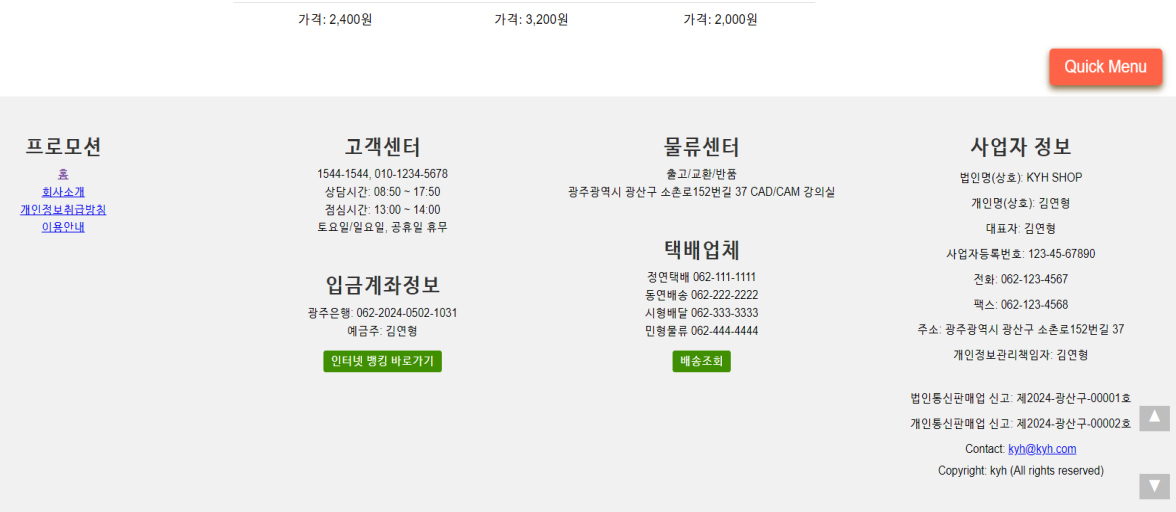 가격: 2,400원
가격: 3,200원
가격: 2,000원
Quick Menu
프로모션
홈
회사소개
개인정보취급방침
이용안내
고객센터
1544-1544, 010-1234-5678
상담시간: 08:50 ~ 17:50
점심시간: 13:00 ~ 14:00
토요일/일요일, 공휴일 휴무
입금계좌정보
광주은행: 062-2024-0502-1031
예금주: 김연형
인터넷 뱅킹 바로가기
물류센터
출고/교환/반품
광주광역시 광산구 소촌로152번길 37 CAD/CAM 강의실
택배업체
정연택배 062-111-1111
동연배송 062-222-2222
시형배달 062-333-3333
민형물류 062-444-4444
배송조회
사업자 정보
법인명(상호): KYH SHOP
개인명(상호): 김연형
대표자: 김연형
사업자등록번호: 123-45-67890
전화: 062-123-4567
팩스: 062-123-4568
주소: 광주광역시 광산구 소촌로152번길 37
개인정보관리책임자: 김연형
법인통신판매업 신고: 제2024-광산구-00001호
개인통신판매업 신고: 제2024-광산구-00002호
Contact: kyh@kyh.com
Copyright: kyh (All rights reserved)
▲
▼